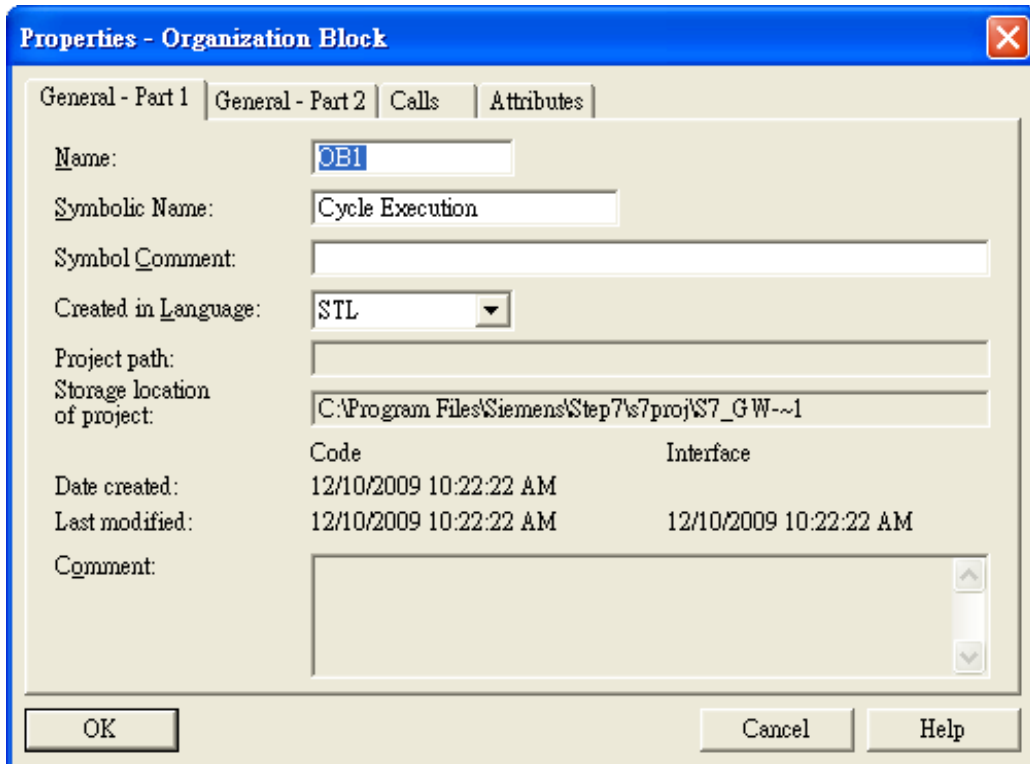 Properties - Organization Block
General - Part 1 General - Part 2 Calls Attributes
Name: OB1
Symbolic Name: Cycle Execution
Symbol Comment:
Created in Language: STL
Project path:
Storage location
of project: C:\Program Files\Siemens\Step7\s7proj\S7_GW-~1
Code Interface
Date created: 12/10/2009 10:22:22 AM
Last modified: 12/10/2009 10:22:22 AM 12/10/2009 10:22:22 AM
Comment:
OK Cancel Help